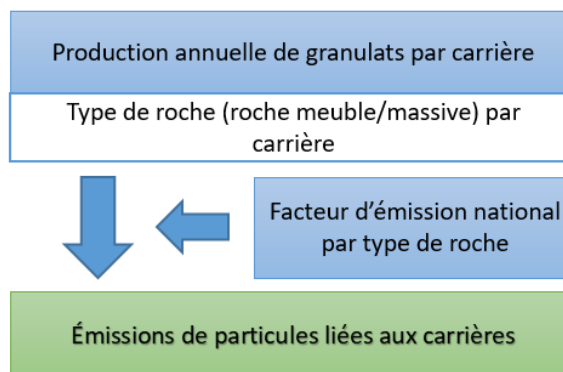 Production annuelle de granulats par carrière
Type de roche (roche meuble/massive) par
carrière
Facteur d'émission national
par type de roche
Émissions de particules liées aux carrières